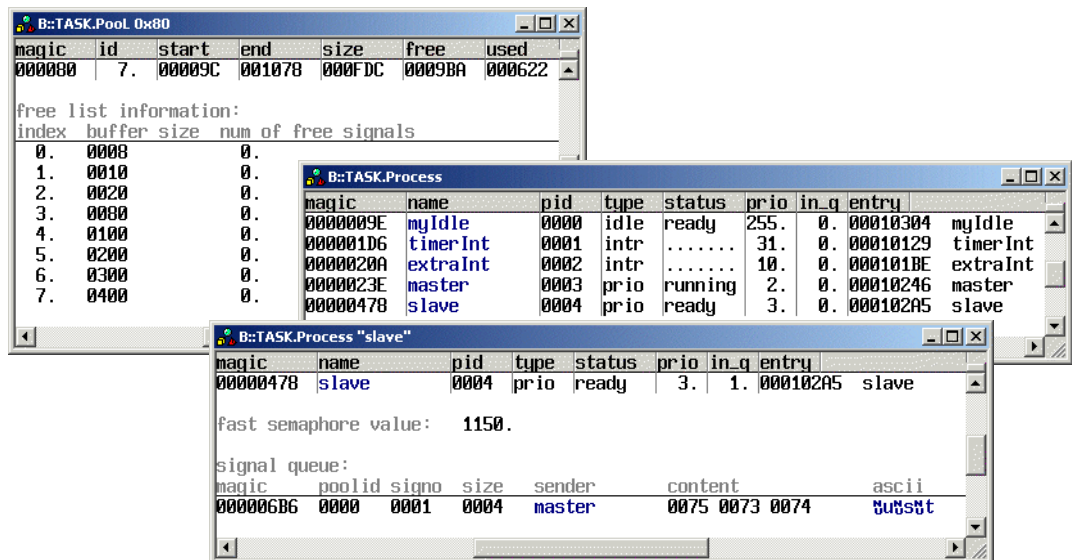 B::TASK.PooL 0x80
magic id start end size free used
000080 7. 00009C 001078 000FDC 0009BA 000622
free list information:
index buffer size num of free signals
0. 0008 0.
1. 0010 0.
2. 0020 0.
3. 0080 0.
4. 0100 0.
5. 0200 0.
6. 0300 0.
7. 0400 0.
B::TASK.Process
magic name pid type status prio in_q entry
0000009E myIdle 0000 idle ready 255. 0. 00010304 myIdle
000001D6 timerInt 0001 intr ....... 31. 0. 00010129 timerInt
0000020A extraInt 0002 intr ....... 10. 0. 000101BE extraInt
0000023E master 0003 prio running 2. 0. 00010246 master
00000478 slave 0004 prio ready 3. 0. 000102A5 slave
B::TASK.Process "slave"
magic name pid type status prio in_q entry
00000478 slave 0004 prio ready 3. 1. 000102A5 slave
fast semaphore value: 1150.
signal queue:
magic poolid signo size sender content ascii
000006B6 0000 0001 0004 master 0075 0073 0074